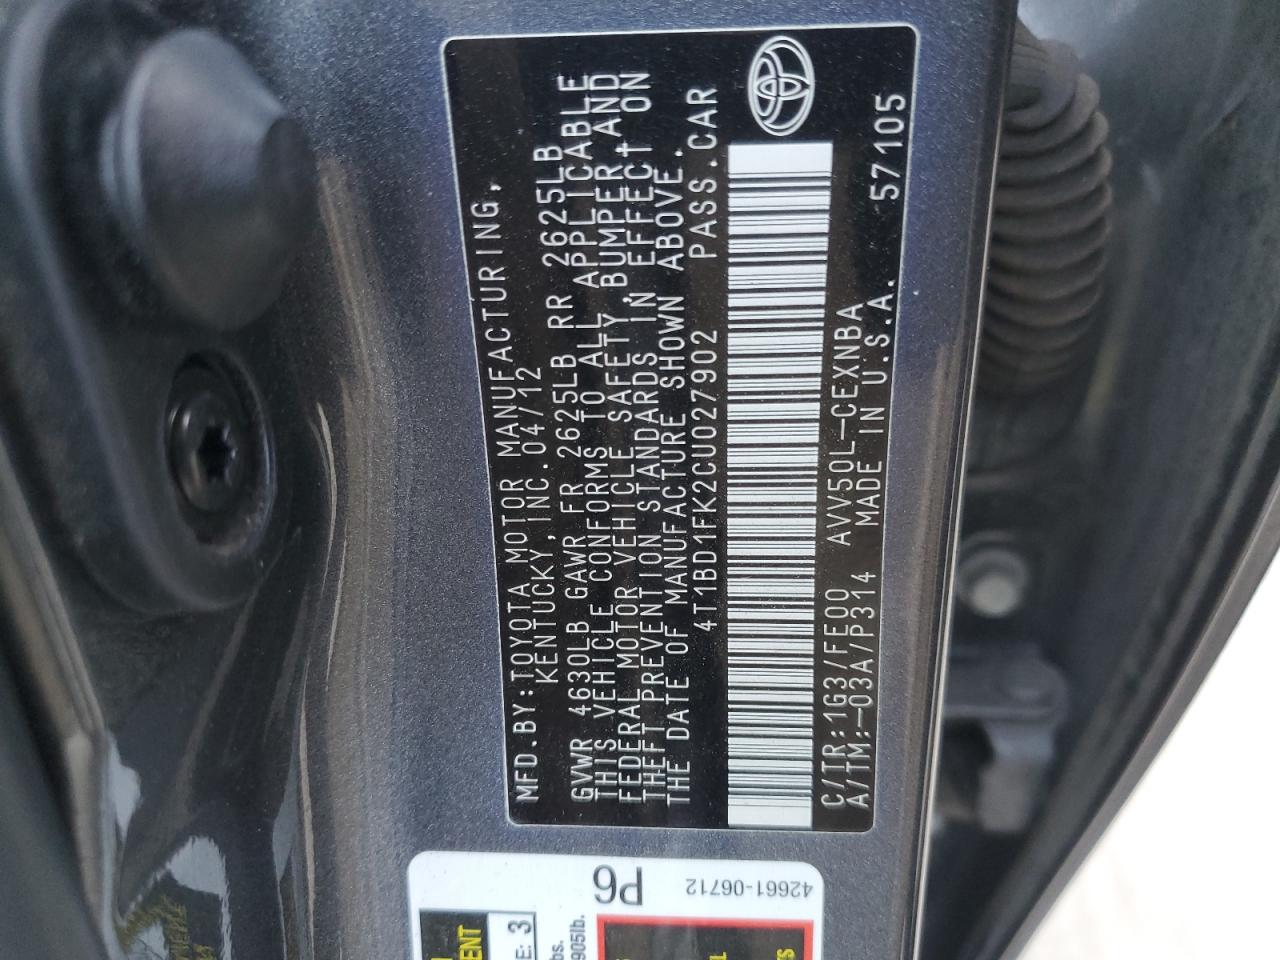 MFD.BY:TOYOTA MOTOR MANUFACTURING,
KENTUCKY,INC.04/12
GVWR 4630LB GAWR FR 2625LB RR 2625LB
THIS VEHICLE CONFORMS TO ALL APPLICABLE
FEDERAL MOTOR VEHICLE SAFETY,BUMPER,AND
THEFT PREVENTION STANDARDS IN EFFECT ON
THE DATE OF MANUFACTURE SHOWN ABOVE.
4T1BD1FK2CU027902 PASS.CAR
C/TR:1G3/FE00 AVV50L-CEXNBA
A/TM:-03A/P314 MADE IN U.S.A.
57105
P6
42661-06712
E: 3
905lb.